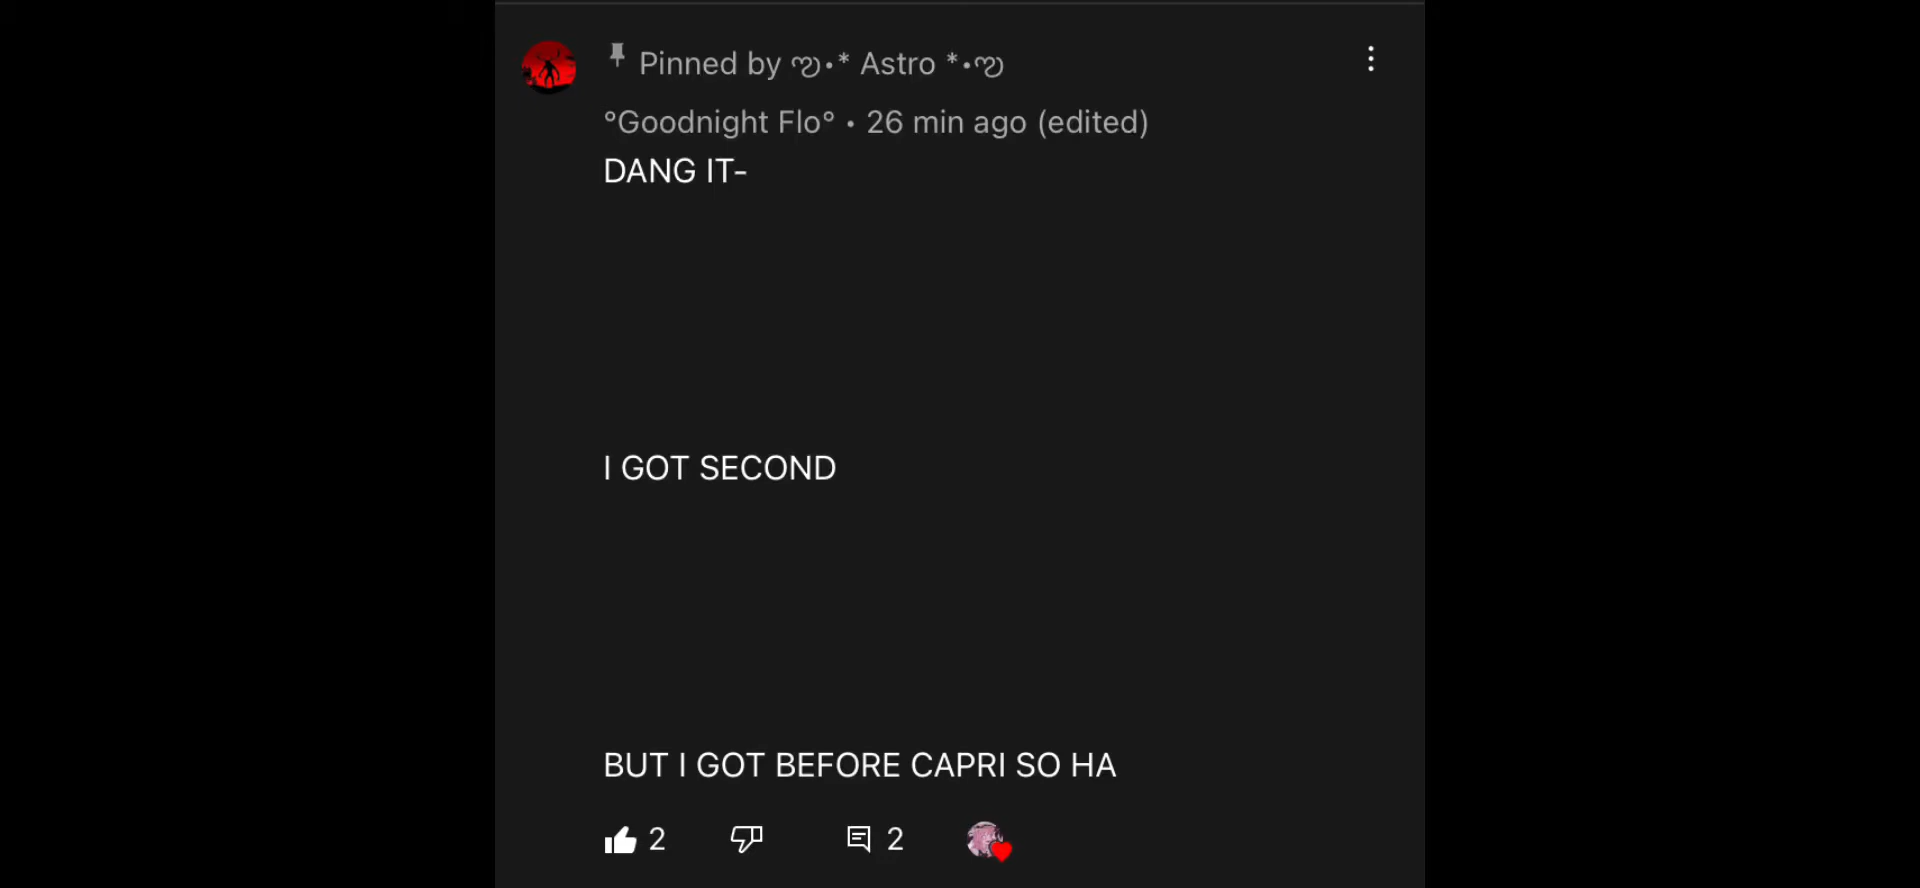 Pinned by ఌ•* Astro *•ఌ
°Goodnight Flo° • 26 min ago (edited)
DANG IT-
I GOT SECOND
BUT I GOT BEFORE CAPRI SO HA
2 2